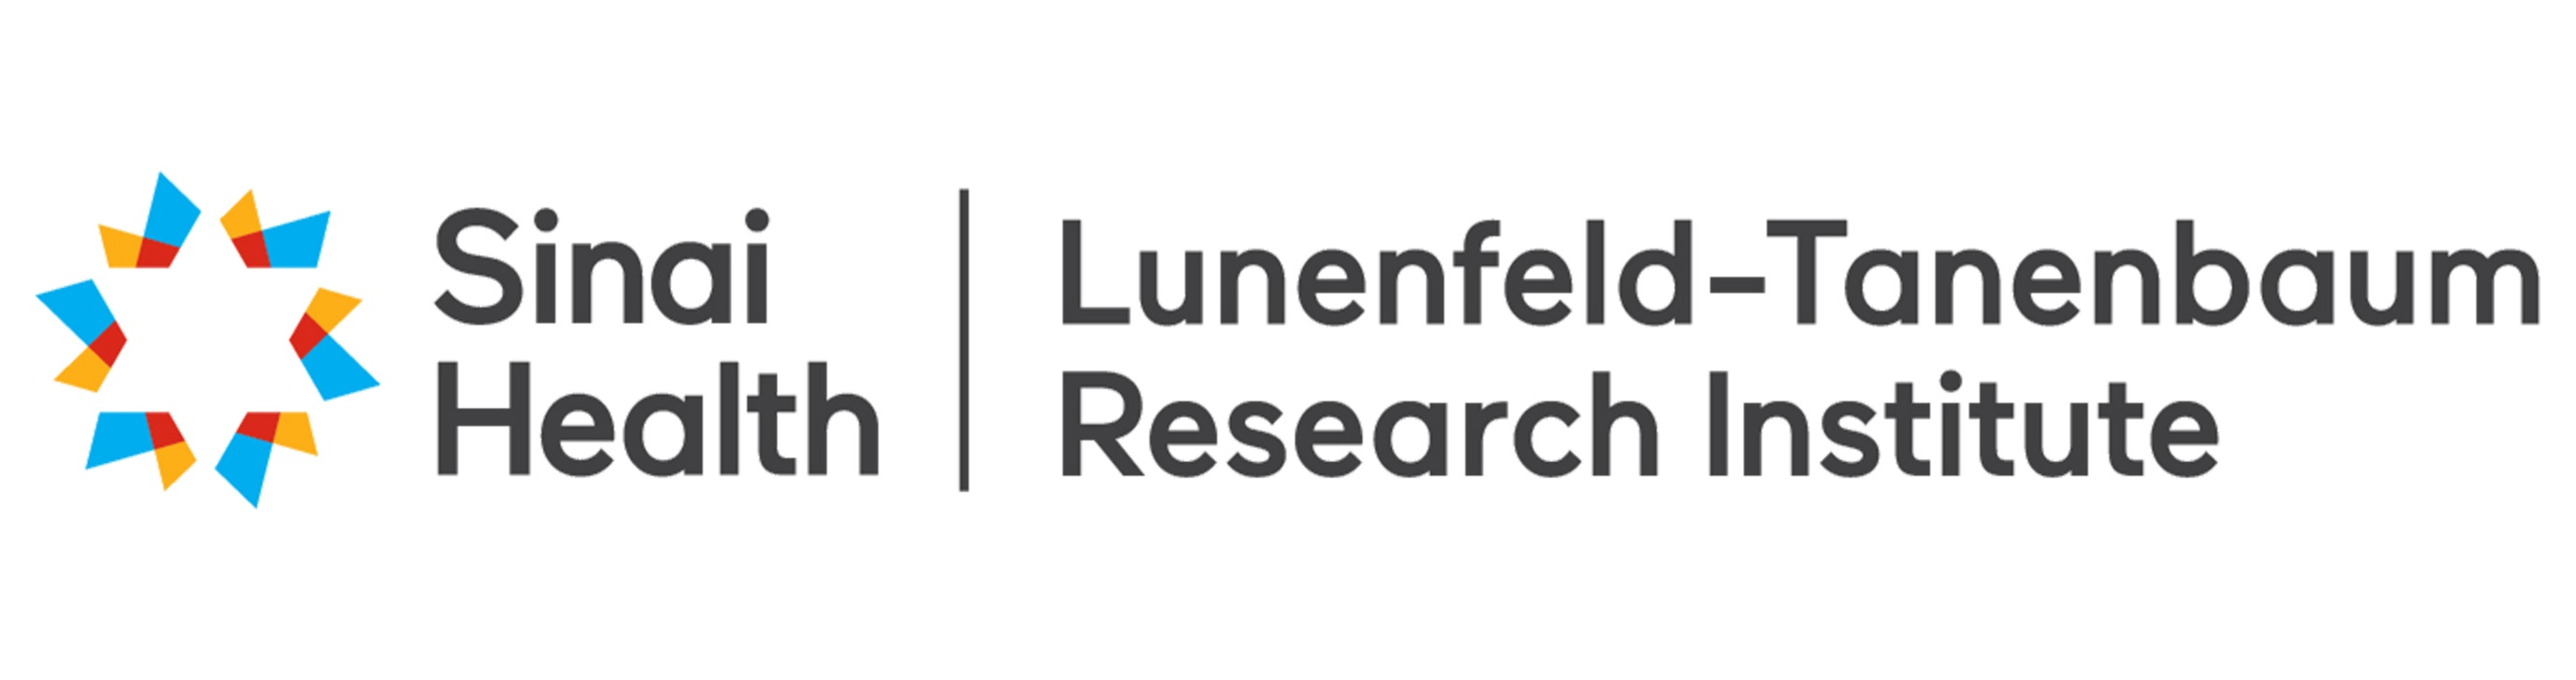 Sinai
Health
Lunenfeld-Tanenbaum
Research Institute